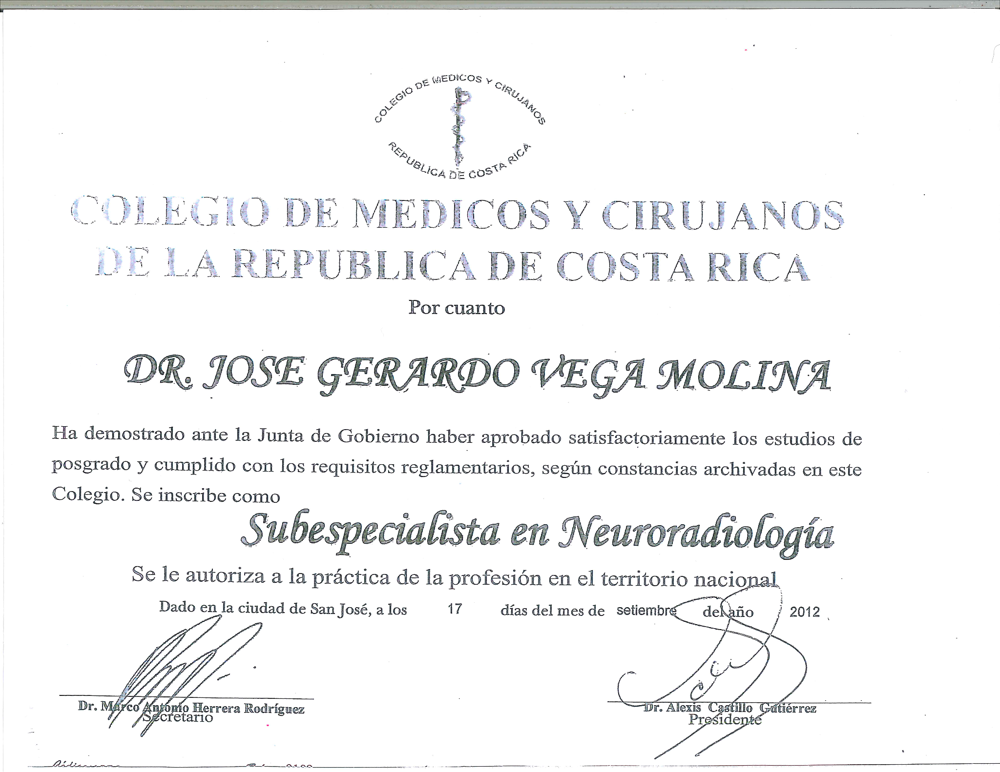 COLEGIO DE MEDICOS Y CIRUJANOS
REPUBLICA DE COSTA RICA
COLEGIO DE MEDICOS Y CIRUJANOS
DE LA REPUBLICA DE COSTA RICA
Por cuanto
DR. JOSE GERARDO VEGA MOLINA
Ha demostrado ante la Junta de Gobierno haber aprobado satisfactoriamente los estudios de
posgrado y cumplido con los requisitos reglamentarios, según constancias archivadas en este
Colegio. Se inscribe como
Subespecialista en Neuroradiología
Se le autoriza a la práctica de la profesión en el territorio nacional
Dado en la ciudad de San José, a los 17 días del mes de setiembre del año 2012
Dr. Marco Antonio Herrera Rodríguez
Secretario
Dr. Alexis Castillo Gutiérrez
Presidente